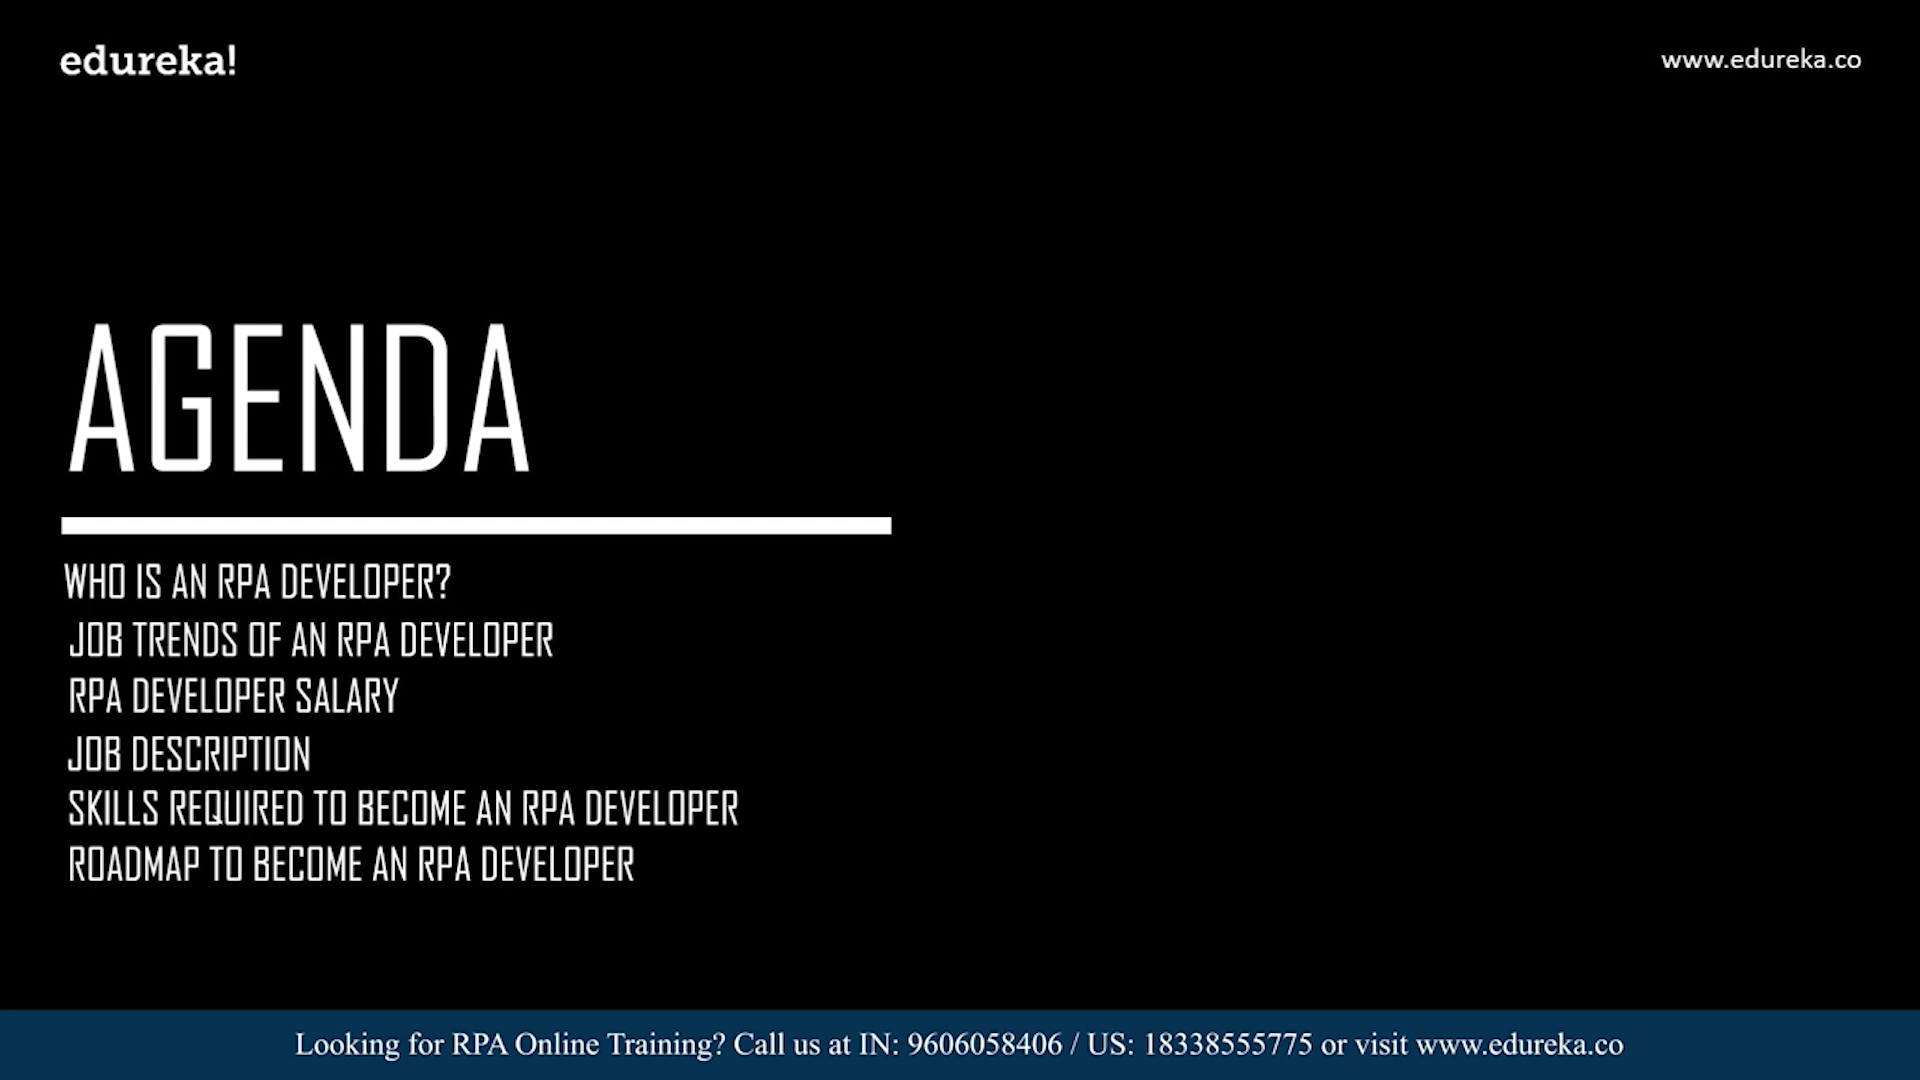 edureka!
www.edureka.co
AGENDA
WHO IS AN RPA DEVELOPER?
JOB TRENDS OF AN RPA DEVELOPER
RPA DEVELOPER SALARY
JOB DESCRIPTION
SKILLS REQUIRED TO BECOME AN RPA DEVELOPER
ROADMAP TO BECOME AN RPA DEVELOPER
Looking for RPA Online Training? Call us at IN: 9606058406 / US: 18338555775 or visit www.edureka.co